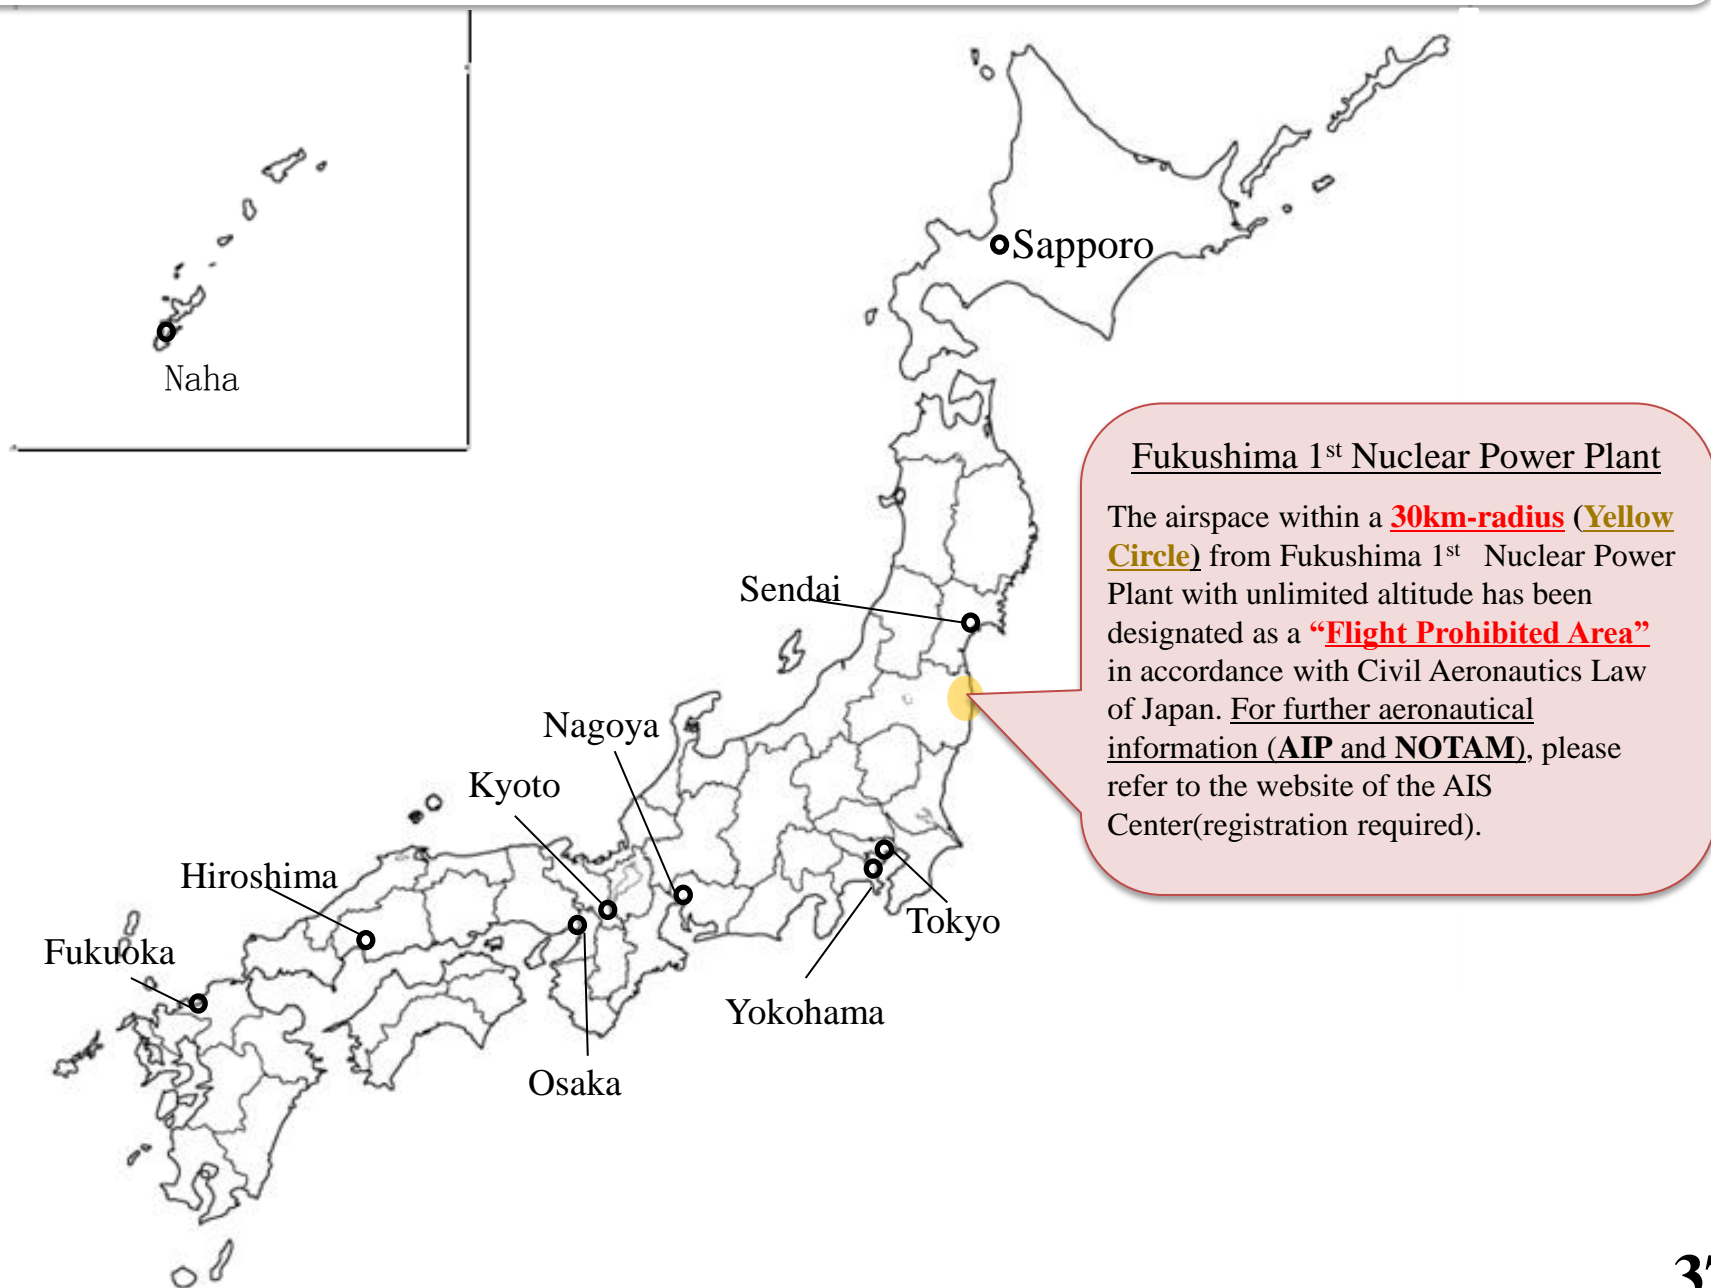 Sapporo
Naha
Fukushima 1st Nuclear Power Plant
The airspace within a 30km-radius (Yellow
Circle) from Fukushima 1st Nuclear Power
Plant with unlimited altitude has been
designated as a “Flight Prohibited Area”
in accordance with Civil Aeronautics Law
of Japan. For further aeronautical
information (AIP and NOTAM), please
refer to the website of the AIS
Center(registration required).
Sendai
Nagoya
Kyoto
Hiroshima
Tokyo
Fukuoka
Yokohama
Osaka